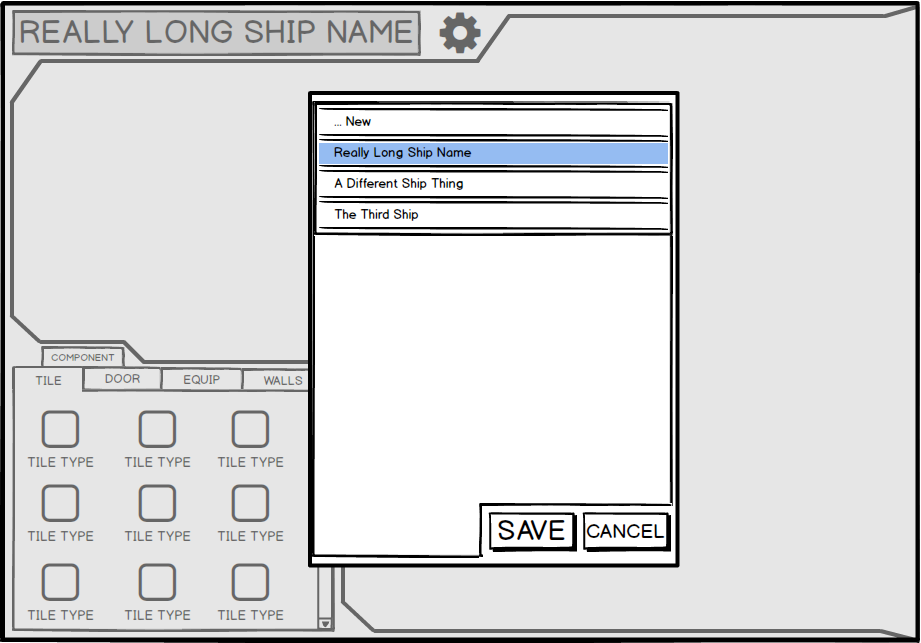 REALLY LONG SHIP NAME
... New
Really Long Ship Name
A Different Ship Thing
The Third Ship
COMPONENT
TILE DOOR EQUIP WALLS
TILE TYPE TILE TYPE TILE TYPE
TILE TYPE TILE TYPE TILE TYPE
SAVE CANCEL
TILE TYPE TILE TYPE TILE TYPE